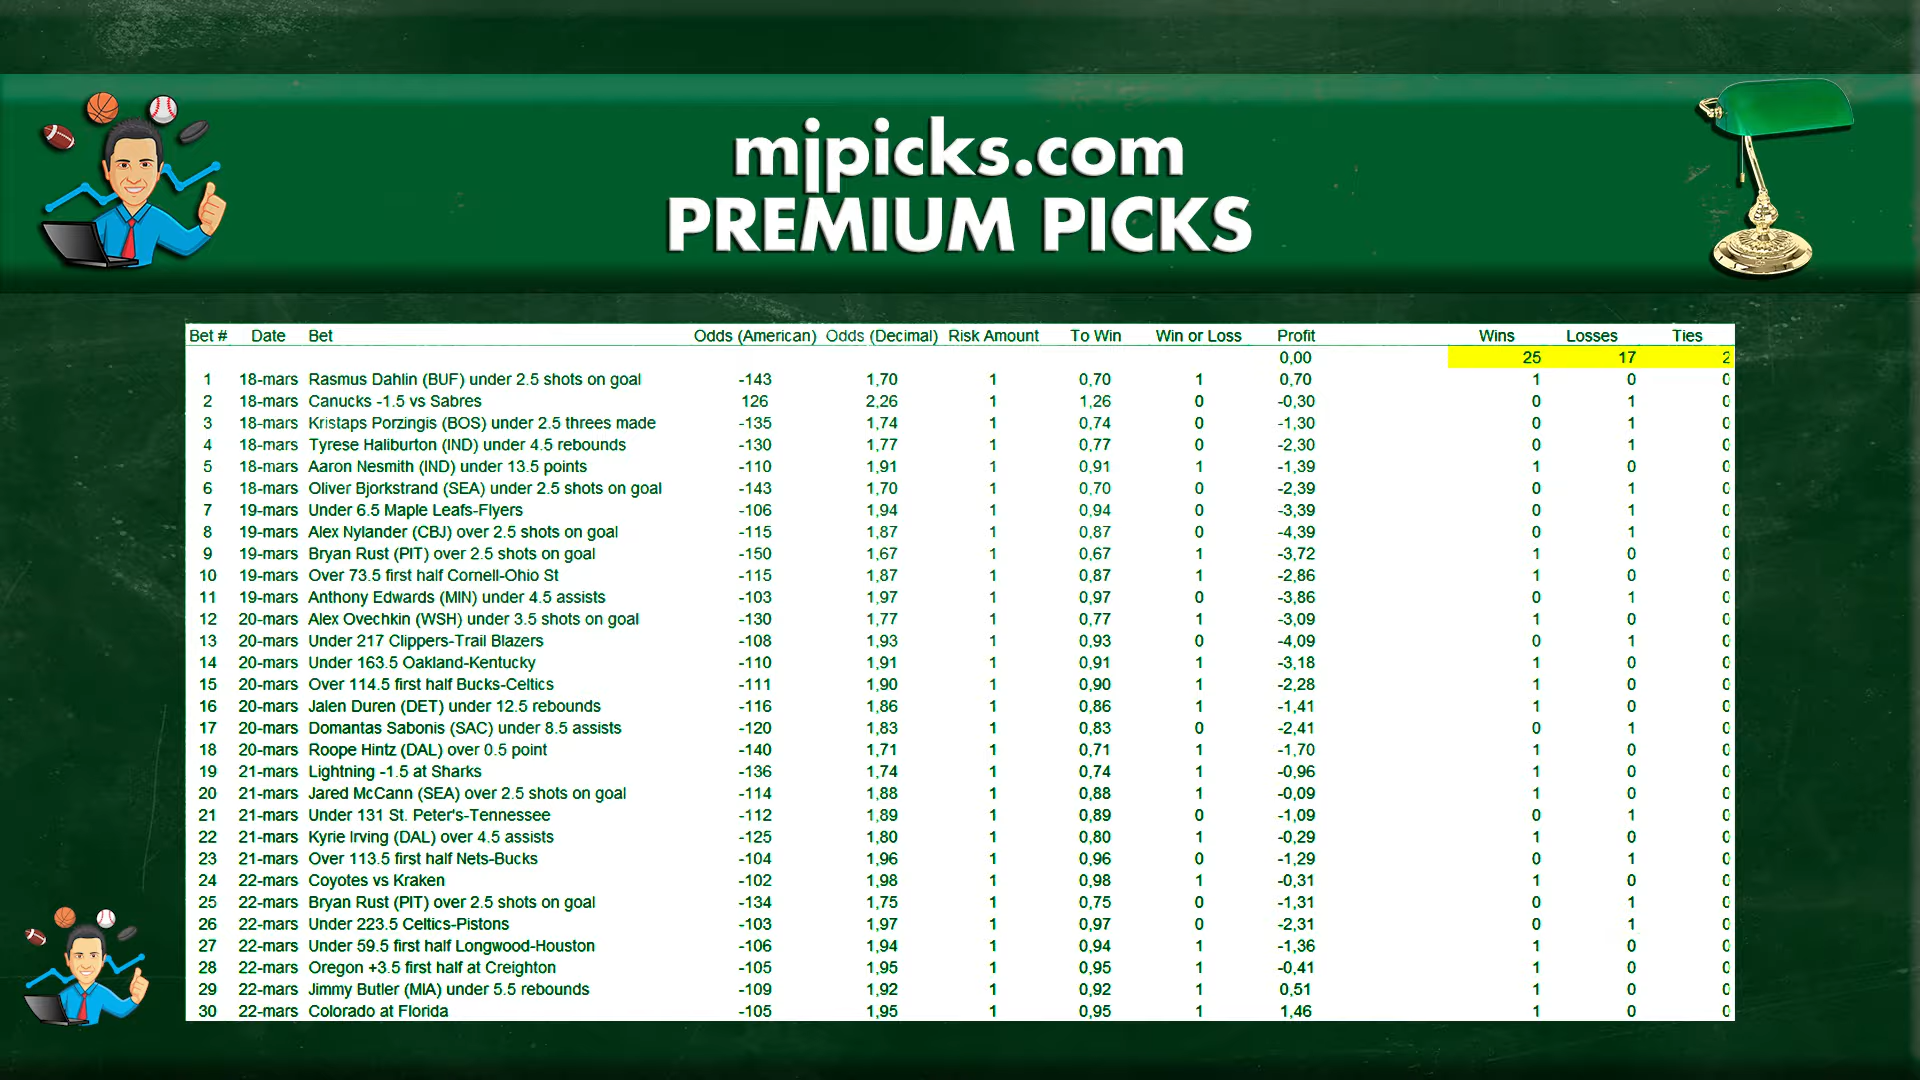 mjpicks.com
PREMIUM PICKS
Bet # Date Bet Odds (American) Odds (Decimal) Risk Amount To Win Win or Loss Profit Wins Losses Ties
0,00 25 17 2
1 18-mars Rasmus Dahlin (BUF) under 2.5 shots on goal -143 1,70 1 0,70 1 0,70 1 0 0
2 18-mars Canucks -1.5 vs Sabres 126 2,26 1 1,26 0 -0,30 0 1 0
3 18-mars Kristaps Porzingis (BOS) under 2.5 threes made -135 1,74 1 0,74 0 -1,30 0 1 0
4 18-mars Tyrese Haliburton (IND) under 4.5 rebounds -130 1,77 1 0,77 0 -2,30 0 1 0
5 18-mars Aaron Nesmith (IND) under 13.5 points -110 1,91 1 0,91 1 -1,39 1 0 0
6 18-mars Oliver Bjorkstrand (SEA) under 2.5 shots on goal -143 1,70 1 0,70 0 -2,39 0 1 0
7 19-mars Under 6.5 Maple Leafs-Flyers -106 1,94 1 0,94 0 -3,39 0 1 0
8 19-mars Alex Nylander (CBJ) over 2.5 shots on goal -115 1,87 1 0,87 0 -4,39 0 1 0
9 19-mars Bryan Rust (PIT) over 2.5 shots on goal -150 1,67 1 0,67 1 -3,72 1 0 0
10 19-mars Over 73.5 first half Cornell-Ohio St -115 1,87 1 0,87 1 -2,86 1 0 0
11 19-mars Anthony Edwards (MIN) under 4.5 assists -103 1,97 1 0,97 0 -3,86 0 1 0
12 20-mars Alex Ovechkin (WSH) under 3.5 shots on goal -130 1,77 1 0,77 1 -3,09 1 0 0
13 20-mars Under 217 Clippers-Trail Blazers -108 1,93 1 0,93 0 -4,09 0 1 0
14 20-mars Under 163.5 Oakland-Kentucky -110 1,91 1 0,91 1 -3,18 1 0 0
15 20-mars Over 114.5 first half Bucks-Celtics -111 1,90 1 0,90 1 -2,28 1 0 0
16 20-mars Jalen Duren (DET) under 12.5 rebounds -116 1,86 1 0,86 1 -1,41 1 0 0
17 20-mars Domantas Sabonis (SAC) under 8.5 assists -120 1,83 1 0,83 0 -2,41 0 1 0
18 20-mars Roope Hintz (DAL) over 0.5 point -140 1,71 1 0,71 1 -1,70 1 0 0
19 21-mars Lightning -1.5 at Sharks -136 1,74 1 0,74 1 -0,96 1 0 0
20 21-mars Jared McCann (SEA) over 2.5 shots on goal -114 1,88 1 0,88 1 -0,09 1 0 0
21 21-mars Under 131 St. Peter's-Tennessee -112 1,89 1 0,89 0 -1,09 0 1 0
22 21-mars Kyrie Irving (DAL) over 4.5 assists -125 1,80 1 0,80 1 -0,29 1 0 0
23 21-mars Over 113.5 first half Nets-Bucks -104 1,96 1 0,96 0 -1,29 0 1 0
24 22-mars Coyotes vs Kraken -102 1,98 1 0,98 1 -0,31 1 0 0
25 22-mars Bryan Rust (PIT) over 2.5 shots on goal -134 1,75 1 0,75 0 -1,31 0 1 0
26 22-mars Under 223.5 Celtics-Pistons -103 1,97 1 0,97 0 -2,31 0 1 0
27 22-mars Under 59.5 first half Longwood-Houston -106 1,94 1 0,94 1 -1,36 1 0 0
28 22-mars Oregon +3.5 first half at Creighton -105 1,95 1 0,95 1 -0,41 1 0 0
29 22-mars Jimmy Butler (MIA) under 5.5 rebounds -109 1,92 1 0,92 1 0,51 1 0 0
30 22-mars Colorado at Florida -105 1,95 1 0,95 1 1,46 1 0 0